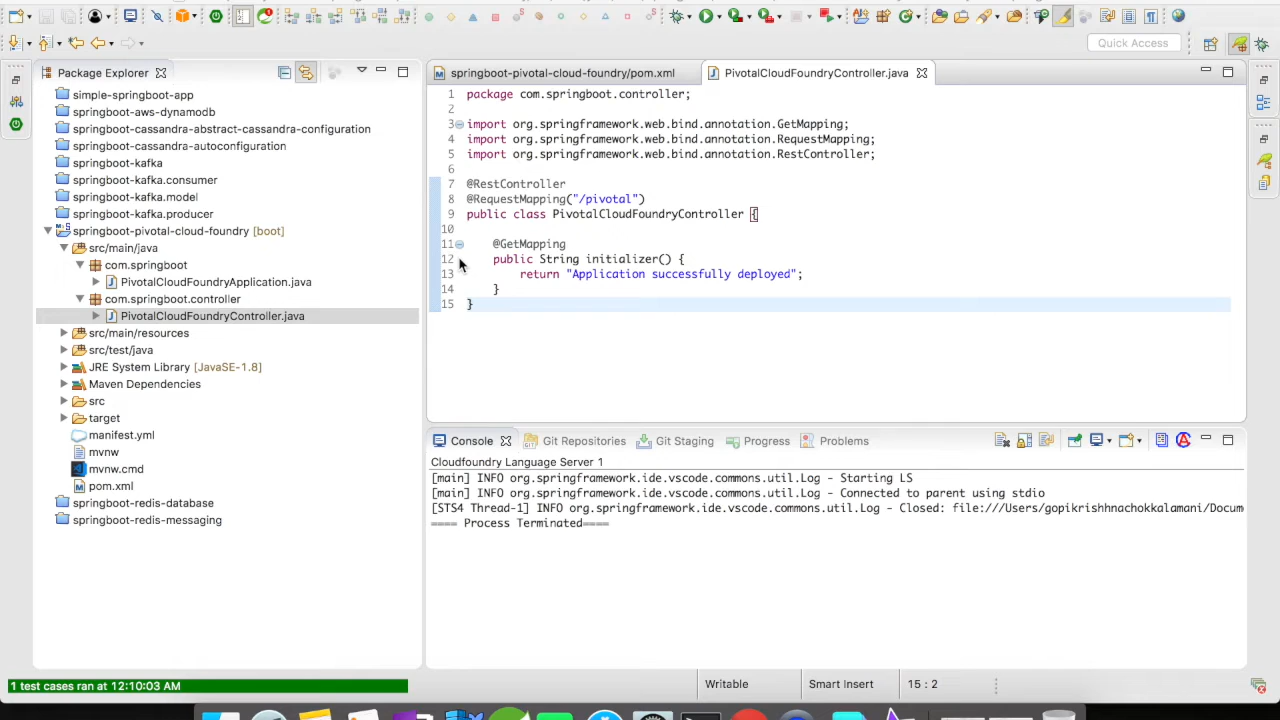 Quick Access
Package Explorer
simple-springboot-app
springboot-aws-dynamodb
springboot-cassandra-abstract-cassandra-configuration
springboot-cassandra-autoconfiguration
springboot-kafka
springboot-kafka.consumer
springboot-kafka.model
springboot-kafka.producer
springboot-pivotal-cloud-foundry [boot]
src/main/java
com.springboot
PivotalCloudFoundryApplication.java
com.springboot.controller
PivotalCloudFoundryController.java
src/main/resources
src/test/java
JRE System Library [JavaSE-1.8]
Maven Dependencies
src
target
manifest.yml
mvnw
mvnw.cmd
pom.xml
springboot-redis-database
springboot-redis-messaging
springboot-pivotal-cloud-foundry/pom.xml
PivotalCloudFoundryController.java
1 package com.springboot.controller;
2
3 import org.springframework.web.bind.annotation.GetMapping;
4 import org.springframework.web.bind.annotation.RequestMapping;
5 import org.springframework.web.bind.annotation.RestController;
6
7 @RestController
8 @RequestMapping("/pivotal")
9 public class PivotalCloudFoundryController {
10
11 @GetMapping
12 public String initializer() {
13 return "Application successfully deployed";
14 }
15 }
Console Git Repositories Git Staging Progress Problems
Cloudfoundry Language Server 1
[main] INFO org.springframework.ide.vscode.commons.util.Log - Starting LS
[main] INFO org.springframework.ide.vscode.commons.util.Log - Connected to parent using stdio
[STS4 Thread-1] INFO org.springframework.ide.vscode.commons.util.Log - Closed: file:///Users/gopikrishhnachokkalamani/Docum
==== Process Terminated====
1 test cases ran at 12:10:03 AM
Writable Smart Insert 15 : 2